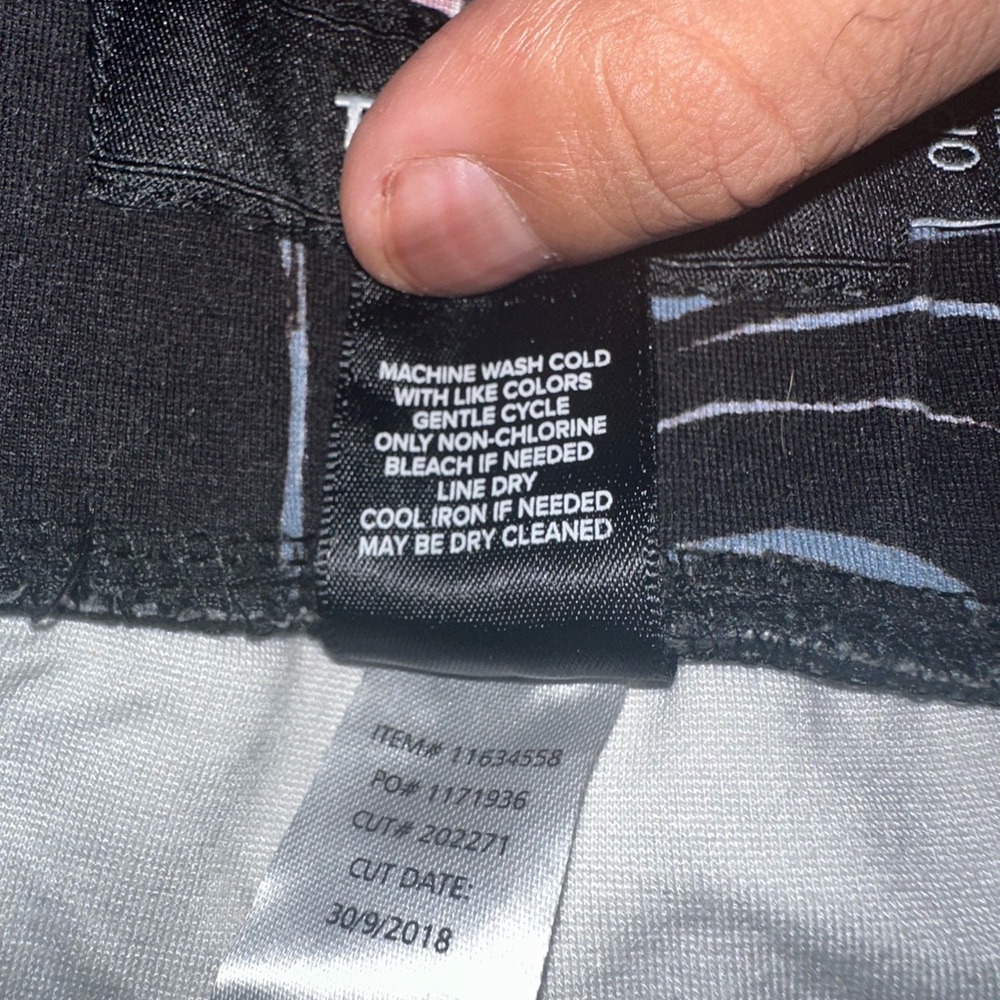 MACHINE WASH COLD
WITH LIKE COLORS
GENTLE CYCLE
ONLY NON-CHLORINE
BLEACH IF NEEDED
LINE DRY
COOL IRON IF NEEDED
MAY BE DRY CLEANED
ITEM# 11634558
PO# 1171936
CUT# 202271
CUT DATE:
30/9/2018